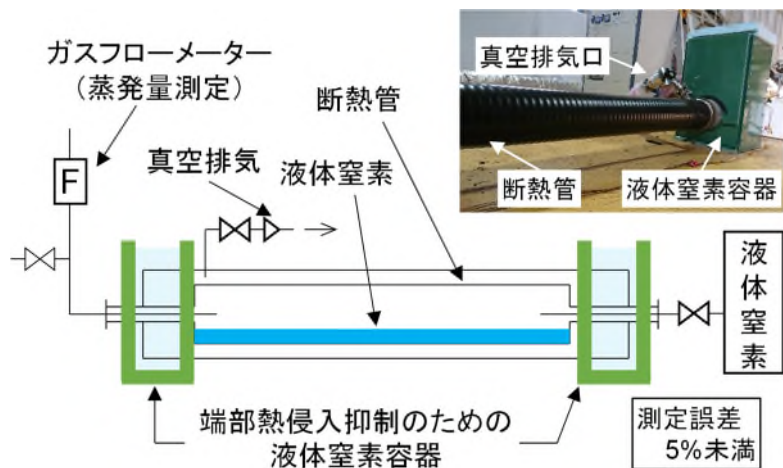 ガスフローメーター
（蒸発量測定）
断熱管
真空排気
液体窒素
F
真空排気口
断熱管
液体窒素容器
液体窒素
端部熱侵入抑制のための
液体窒素容器
測定誤差
5%未満